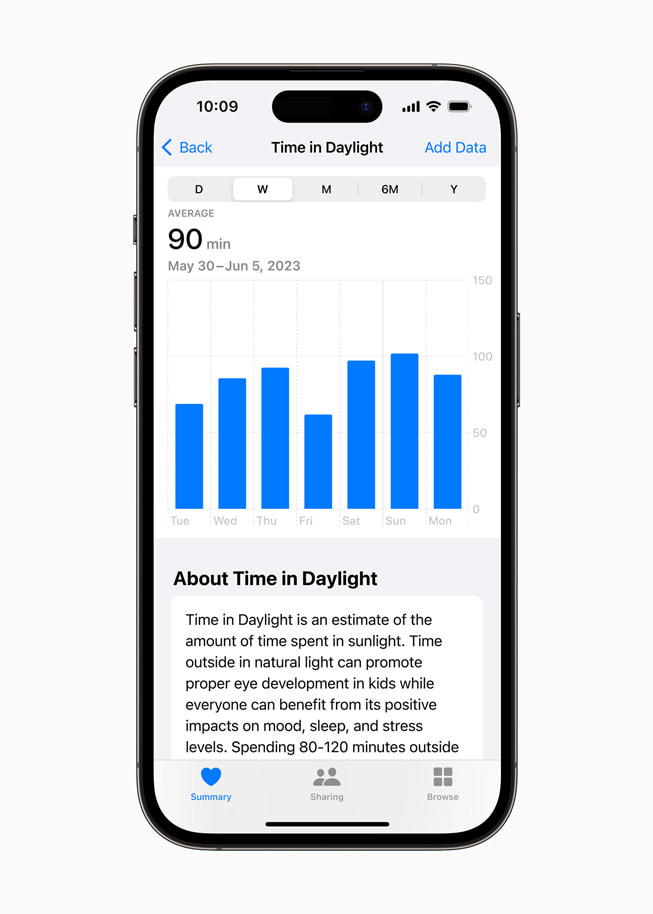 10:09
Back Time in Daylight Add Data
D W M 6M Y
AVERAGE
90 min
May 30–Jun 5, 2023
150
100
50
0
Tue Wed Thu Fri Sat Sun Mon
About Time in Daylight
Time in Daylight is an estimate of the
amount of time spent in sunlight. Time
outside in natural light can promote
proper eye development in kids while
everyone can benefit from its positive
impacts on mood, sleep, and stress
levels. Spending 80-120 minutes outside
Summary Sharing Browse